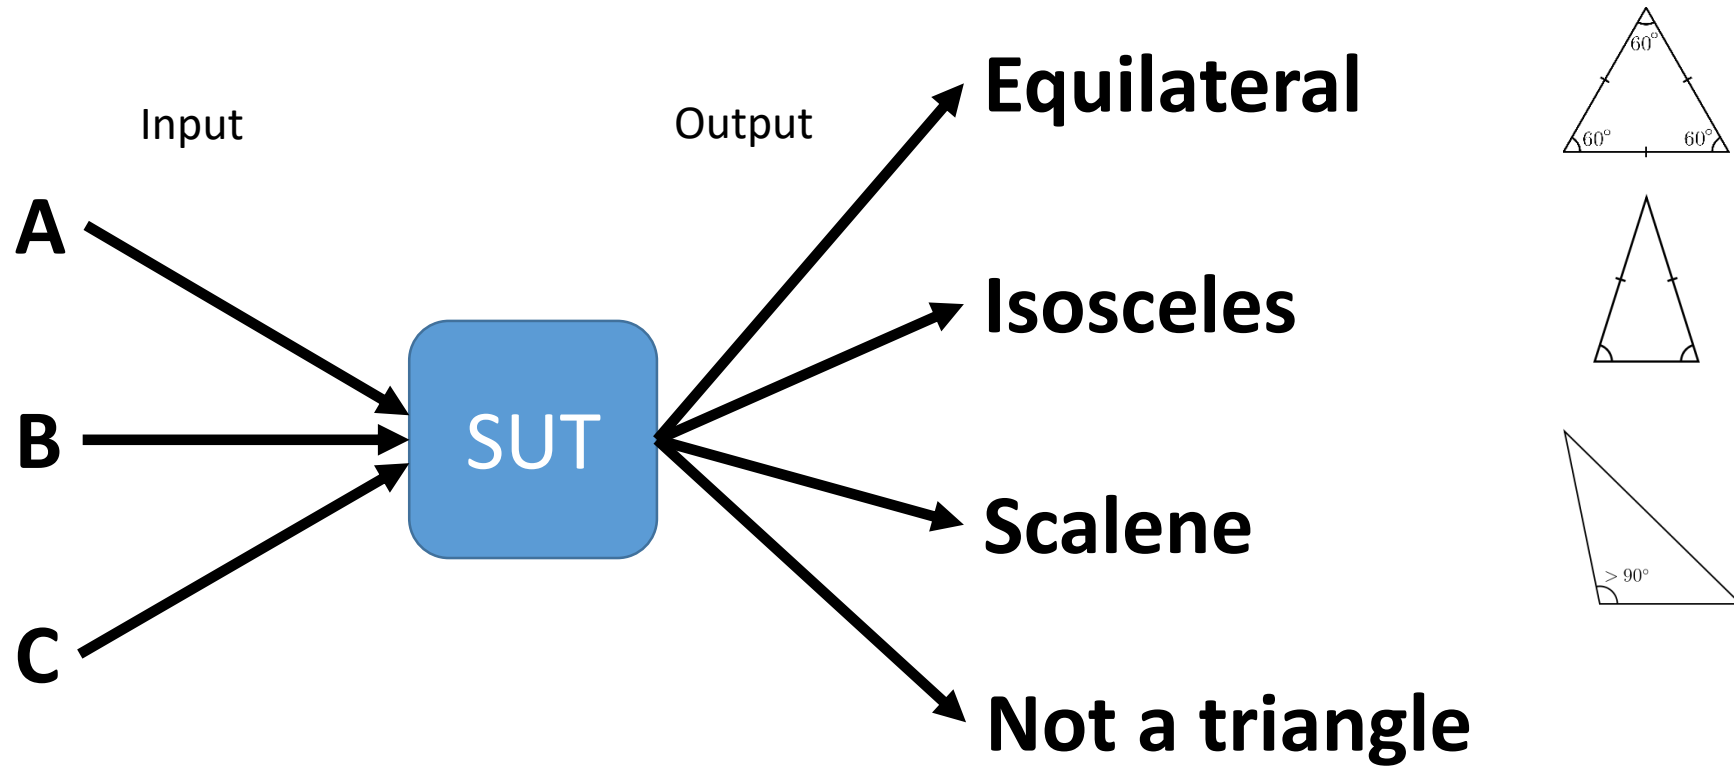 Input
Output
A
B
C
SUT
Equilateral
Isosceles
Scalene
Not a triangle
60°
60°
60°
> 90°